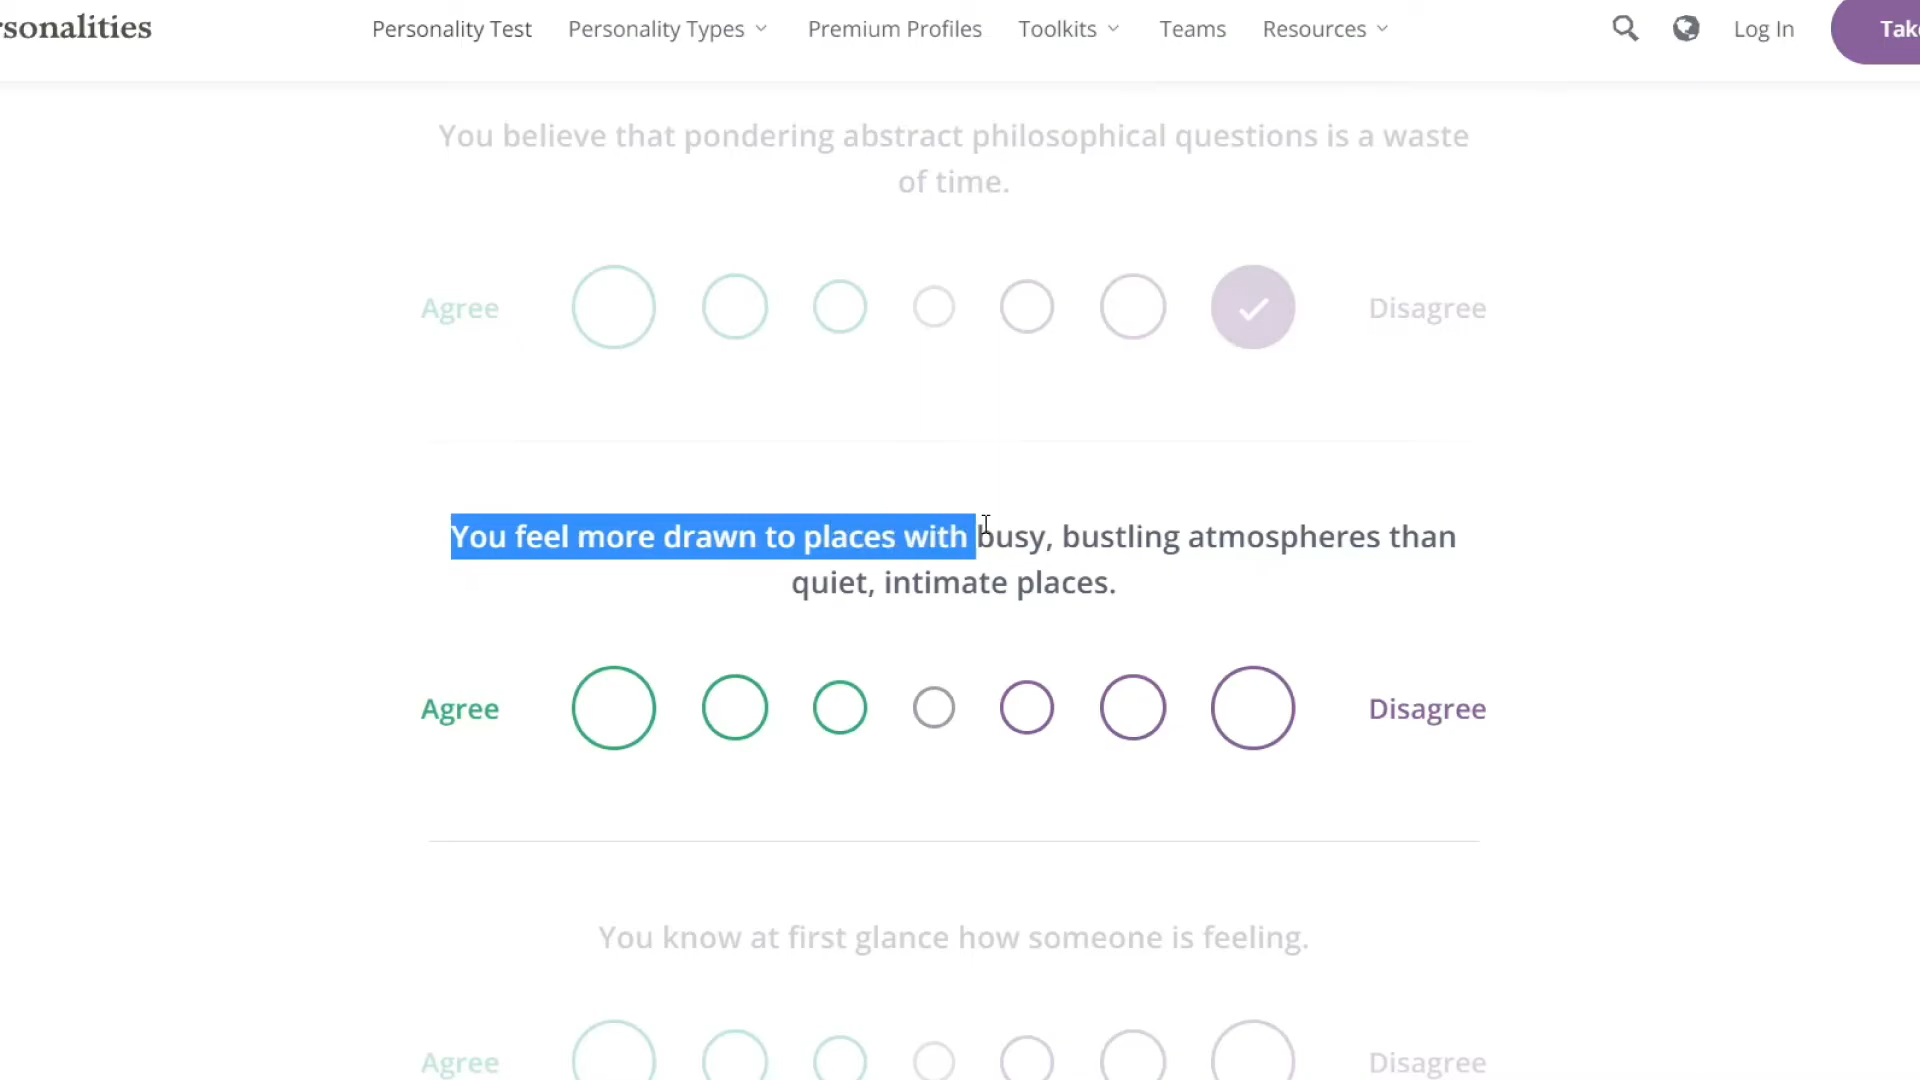 rsonalities
Personality Test Personality Types Premium Profiles Toolkits Teams Resources Log In Take
You believe that pondering abstract philosophical questions is a waste
of time.
Agree Disagree
You feel more drawn to places with busy, bustling atmospheres than
quiet, intimate places.
Agree Disagree
You know at first glance how someone is feeling.
Agree Disagree